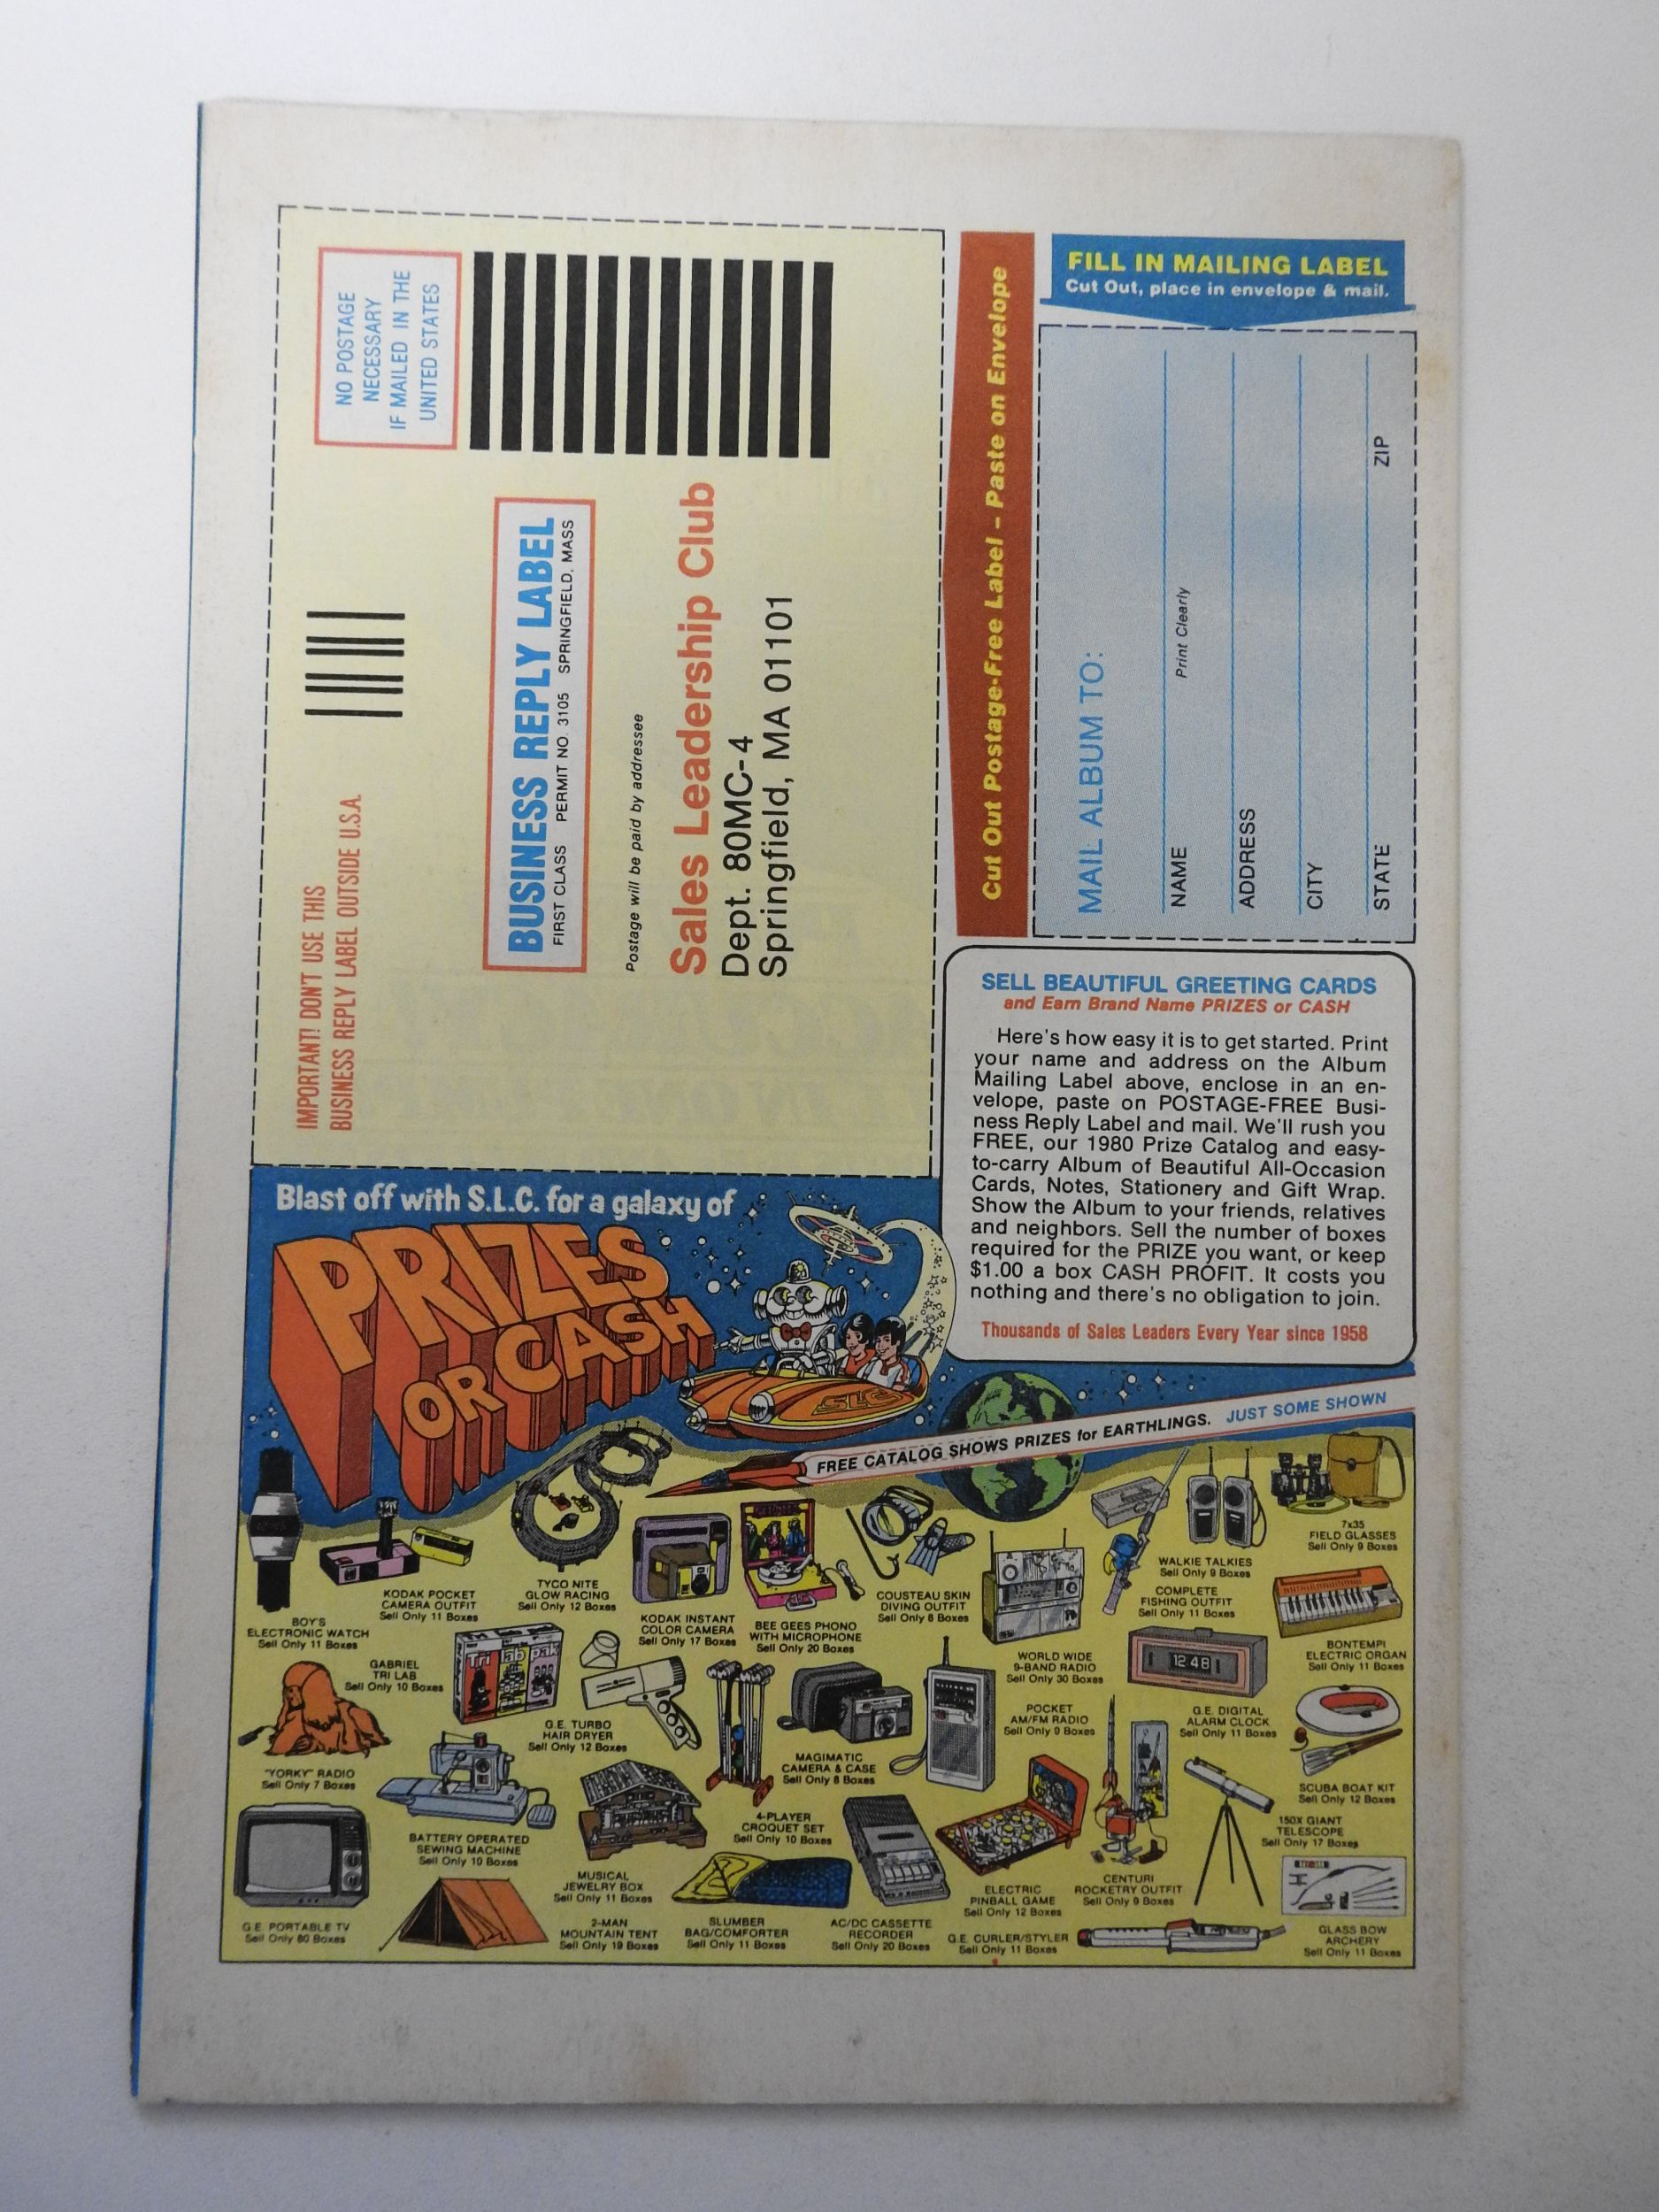 NO POSTAGE
NECESSARY
IF MAILED IN THE
UNITED STATES
IMPORTANT! DON'T USE THIS
BUSINESS REPLY LABEL OUTSIDE U.S.A.
BUSINESS REPLY LABEL
FIRST CLASS PERMIT NO. 3105 SPRINGFIELD, MASS
Postage will be paid by addressee
Sales Leadership Club
Dept. 80MC-4
Springfield, MA 01101
Cut Out Postage-Free Label - Paste on Envelope
FILL IN MAILING LABEL
Cut Out, place in envelope & mail.
MAIL ALBUM TO:
NAME
Print Clearly
ADDRESS
CITY
STATE ZIP
SELL BEAUTIFUL GREETING CARDS
and Earn Brand Name PRIZES or CASH
Here's how easy it is to get started. Print
your name and address on the Album
Mailing Label above, enclose in an en-
velope, paste on POSTAGE-FREE Busi-
ness Reply Label and mail. We'll rush you
FREE, our 1980 Prize Catalog and easy-
to-carry Album of Beautiful All-Occasion
Cards, Notes, Stationery and Gift Wrap.
Show the Album to your friends, relatives
and neighbors. Sell the number of boxes
required for the PRIZE you want, or keep
$1.00 a box CASH PROFIT. It costs you
nothing and there's no obligation to join.
Thousands of Sales Leaders Every Year since 1958
Blast off with S.L.C. for a galaxy of
PRIZES
OR CASH
SLC
FREE CATALOG SHOWS PRIZES for EARTHLINGS. JUST SOME SHOWN
BOY'S
ELECTRONIC WATCH
Sell Only 11 Boxes
KODAK POCKET
CAMERA OUTFIT
Sell Only 11 Boxes
TYCO NITE
GLOW RACING
Sell Only 12 Boxes
KODAK INSTANT
COLOR CAMERA
Sell Only 17 Boxes
BEE GEES PHONO
WITH MICROPHONE
Sell Only 20 Boxes
COUSTEAU SKIN
DIVING OUTFIT
Sell Only 8 Boxes
WORLD WIDE
9-BAND RADIO
Sell Only 30 Boxes
WALKIE TALKIES
Sell Only 9 Boxes
COMPLETE
FISHING OUTFIT
Sell Only 11 Boxes
7x35
FIELD GLASSES
Sell Only 9 Boxes
BONTEMPI
ELECTRIC ORGAN
Sell Only 11 Boxes
GABRIEL
TRI LAB
Sell Only 10 Boxes
Tri lab pak
G.E. TURBO
HAIR DRYER
Sell Only 12 Boxes
MAGIMATIC
CAMERA & CASE
Sell Only 8 Boxes
POCKET
AM/FM RADIO
Sell Only 9 Boxes
12 48
G.E. DIGITAL
ALARM CLOCK
Sell Only 11 Boxes
SCUBA BOAT KIT
Sell Only 12 Boxes
"YORKY" RADIO
Sell Only 7 Boxes
BATTERY OPERATED
SEWING MACHINE
Sell Only 10 Boxes
MUSICAL
JEWELRY BOX
Sell Only 11 Boxes
4-PLAYER
CROQUET SET
Sell Only 10 Boxes
ELECTRIC
PINBALL GAME
Sell Only 12 Boxes
CENTURI
ROCKETRY OUTFIT
Sell Only 9 Boxes
150X GIANT
TELESCOPE
Sell Only 17 Boxes
G.E. PORTABLE TV
Sell Only 80 Boxes
2-MAN
MOUNTAIN TENT
Sell Only 19 Boxes
SLUMBER
BAG/COMFORTER
Sell Only 11 Boxes
AC/DC CASSETTE
RECORDER
Sell Only 20 Boxes
G.E. CURLER/STYLER
Sell Only 11 Boxes
GLASS BOW
ARCHERY
Sell Only 11 Boxes